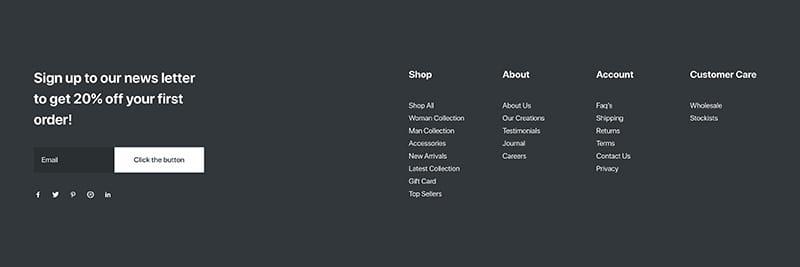 Sign up to our news letter
to get 20% off your first
order!
Email
Click the button
Shop
Shop All
Woman Collection
Man Collection
Accessories
New Arrivals
Latest Collection
Gift Card
Top Sellers
About
About Us
Our Creations
Testimonials
Journal
Careers
Account
Faq's
Shipping
Returns
Terms
Contact Us
Privacy
Customer Care
Wholesale
Stockists